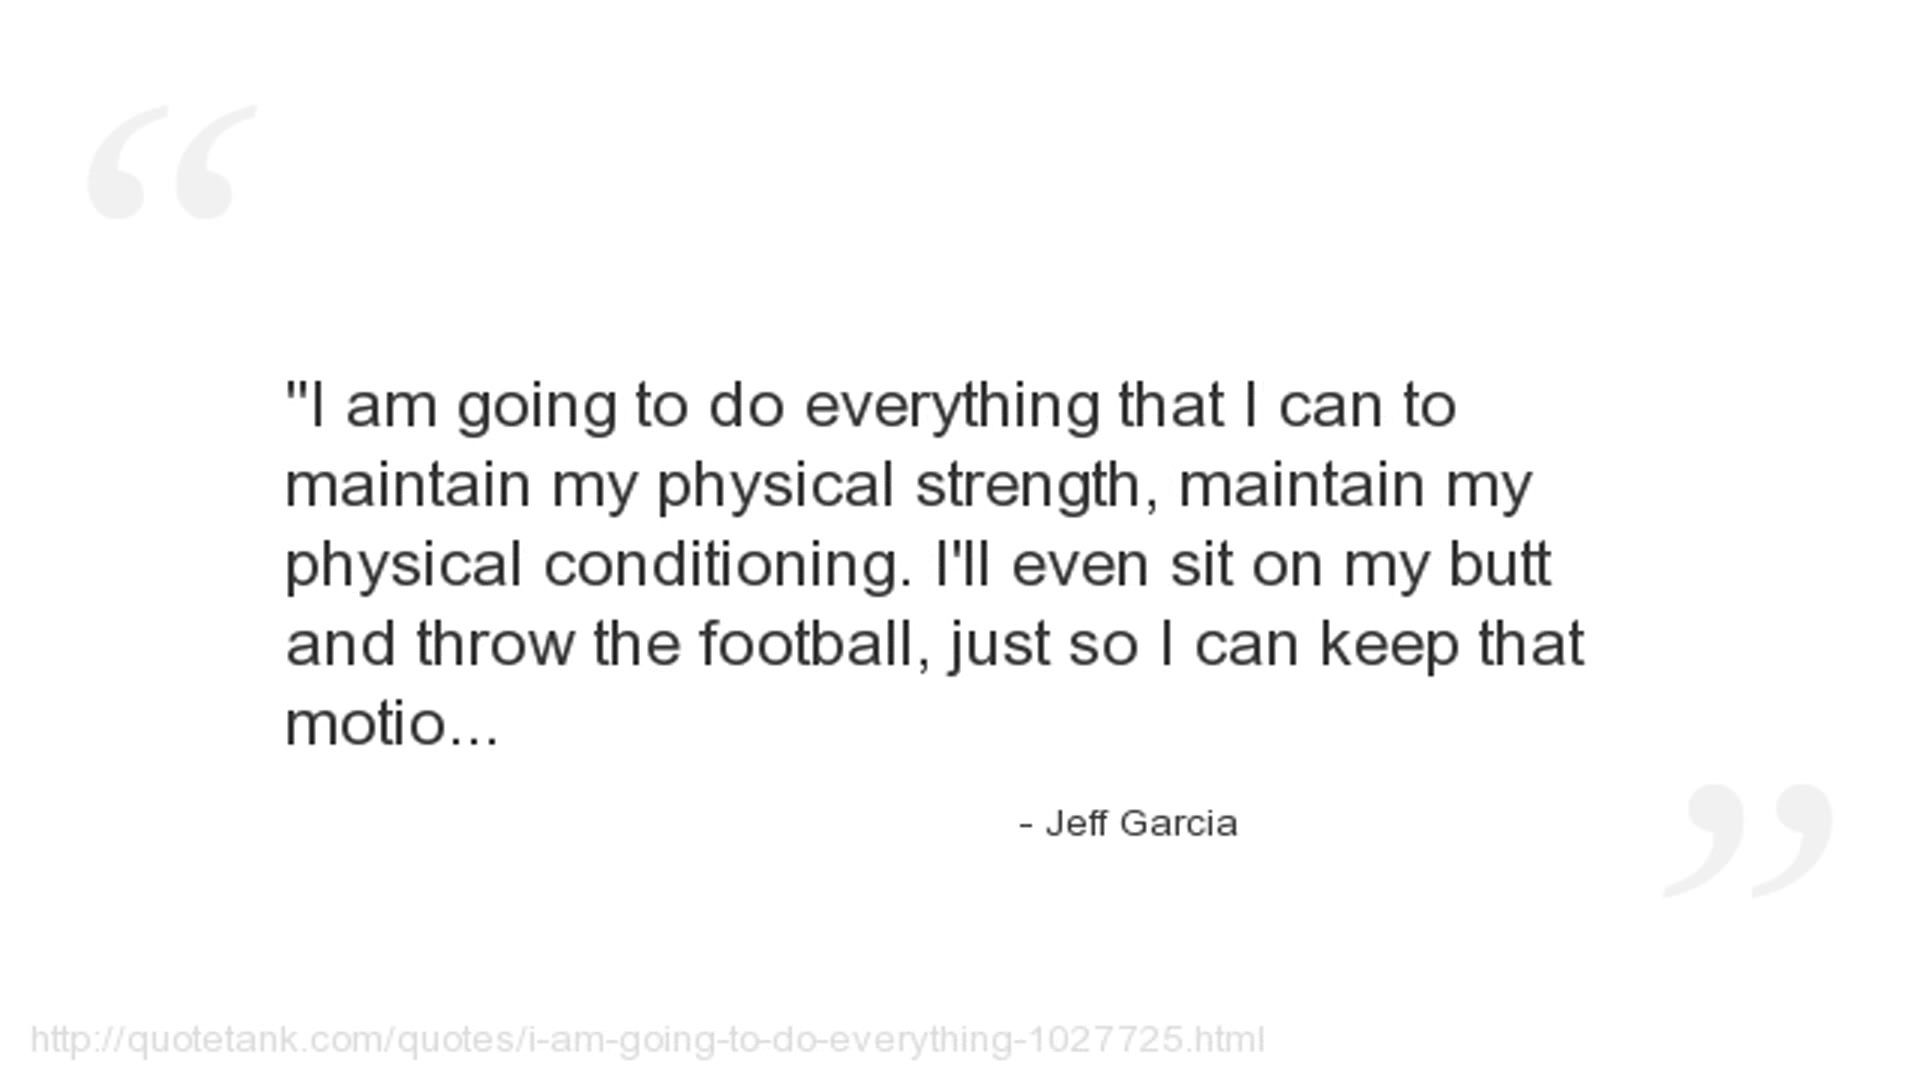 "I am going to do everything that I can to
maintain my physical strength, maintain my
physical conditioning. I'll even sit on my butt
and throw the football, just so I can keep that
motio...
- Jeff Garcia
http://quotetank.com/quotes/i-am-going-to-do-everything-1027725.html